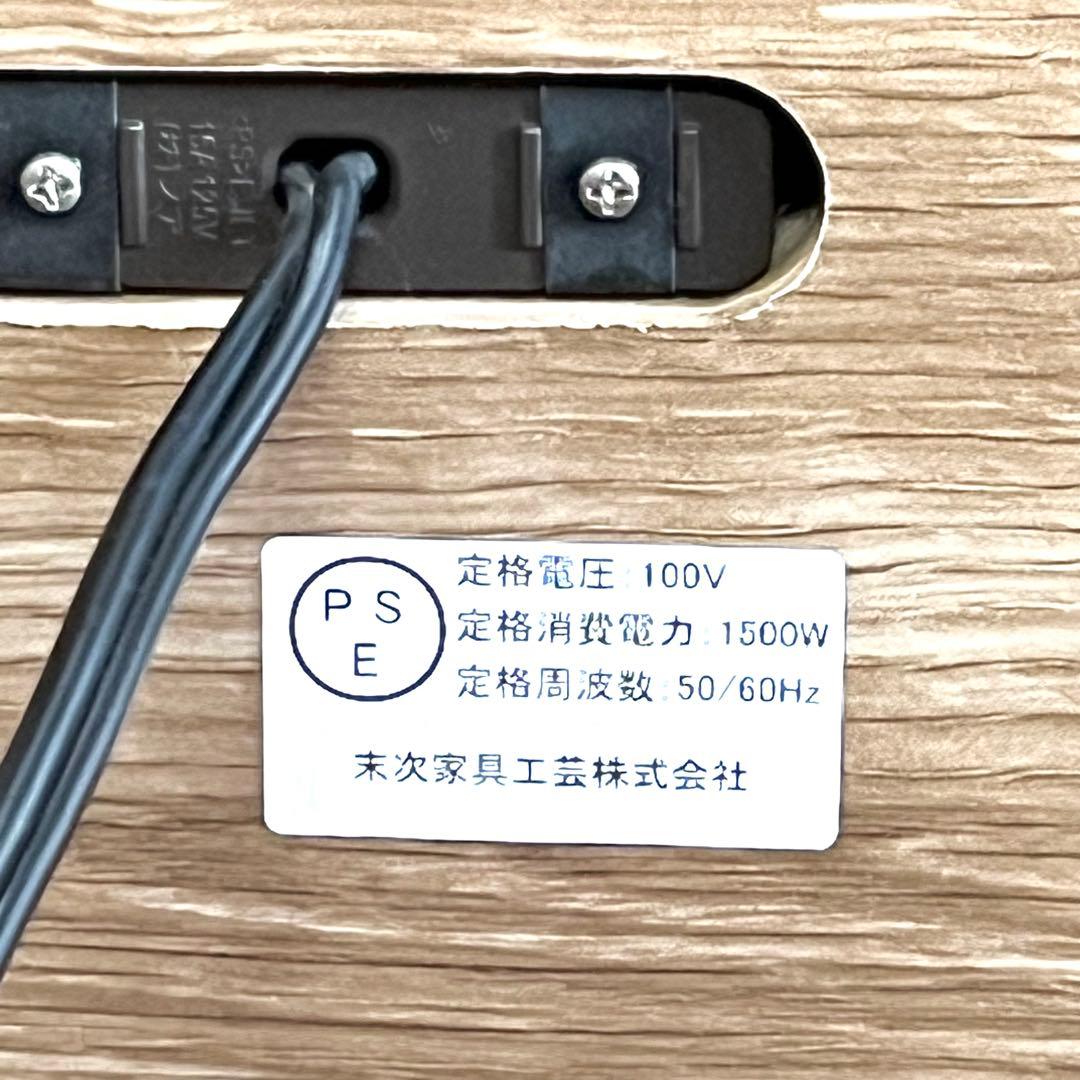 15A 125V
PS
E
定格電圧:100V
定格消費電力:1500W
定格周波数:50/60Hz
末次家具工芸株式会社